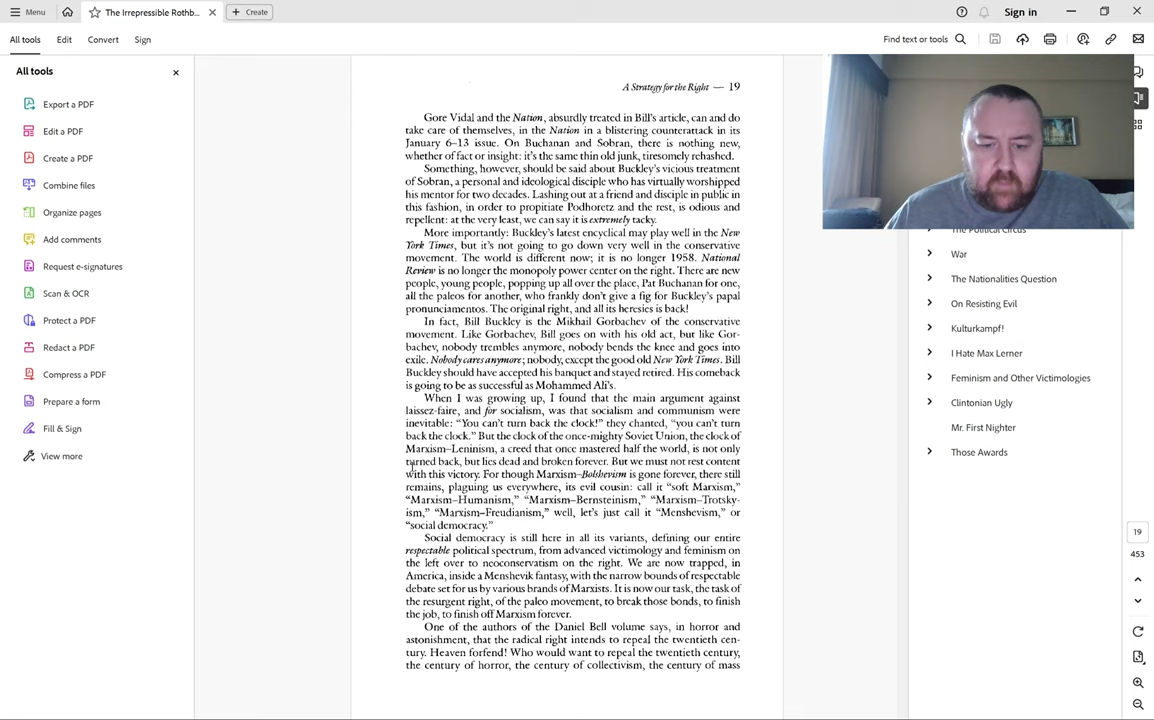 Menu
The Irrepressible Rothb...
Create
Sign in
All tools
Edit
Convert
Sign
Find text or tools
All tools
Export a PDF
Edit a PDF
Create a PDF
Combine files
Organize pages
Add comments
Request e-signatures
Scan & OCR
Protect a PDF
Redact a PDF
Compress a PDF
Prepare a form
Fill & Sign
View more
A Strategy for the Right — 19
Gore Vidal and the Nation, absurdly treated in Bill's article, can and do
take care of themselves, in the Nation in a blistering counterattack in its
January 6–13 issue. On Buchanan and Sobran, there is nothing new,
whether of fact or insight: it's the same thin old junk, tiresomely rehashed.
Something, however, should be said about Buckley's vicious treatment
of Sobran, a personal and ideological disciple who has virtually worshipped
his mentor for two decades. Lashing out at a friend and disciple in public in
this fashion, in order to propitiate Podhoretz and the rest, is odious and
repellent: at the very least, we can say it is extremely tacky.
More importantly: Buckley's latest encyclical may play well in the New
York Times, but it's not going to go down very well in the conservative
movement. The world is different now; it is no longer 1958. National
Review is no longer the monopoly power center on the right. There are new
people, young people, popping up all over the place, Pat Buchanan for one,
all the paleos for another, who frankly don't give a fig for Buckley's papal
pronunciamentos. The original right, and all its heresies is back!
In fact, Bill Buckley is the Mikhail Gorbachev of the conservative
movement. Like Gorbachev, Bill goes on with his old act, but like Gor-
bachev, nobody trembles anymore, nobody bends the knee and goes into
exile. Nobody cares anymore; nobody, except the good old New York Times. Bill
Buckley should have accepted his banquet and stayed retired. His comeback
is going to be as successful as Mohammed Ali's.
When I was growing up, I found that the main argument against
laissez-faire, and for socialism, was that socialism and communism were
inevitable: "You can't turn back the clock!" they chanted, "you can't turn
back the clock." But the clock of the once-mighty Soviet Union, the clock of
Marxism–Leninism, a creed that once mastered half the world, is not only
turned back, but lies dead and broken forever. But we must not rest content
with this victory. For though Marxism–Bolshevism is gone forever, there still
remains, plaguing us everywhere, its evil cousin: call it "soft Marxism,"
"Marxism–Humanism," "Marxism–Bernsteinism," "Marxism–Trotsky-
ism," "Marxism–Freudianism," well, let's just call it "Menshevism," or
"social democracy."
Social democracy is still here in all its variants, defining our entire
respectable political spectrum, from advanced victimology and feminism on
the left over to neoconservatism on the right. We are now trapped, in
America, inside a Menshevik fantasy, with the narrow bounds of respectable
debate set for us by various brands of Marxists. It is now our task, the task of
the resurgent right, of the paleo movement, to break those bonds, to finish
the job, to finish off Marxism forever.
One of the authors of the Daniel Bell volume says, in horror and
astonishment, that the radical right intends to repeal the twentieth cen-
tury. Heaven forfend! Who would want to repeal the twentieth century,
the century of horror, the century of collectivism, the century of mass
The Political Circus
War
The Nationalities Question
On Resisting Evil
Kulturkampf!
I Hate Max Lerner
Feminism and Other Victimologies
Clintonian Ugly
Mr. First Nighter
Those Awards
19
453